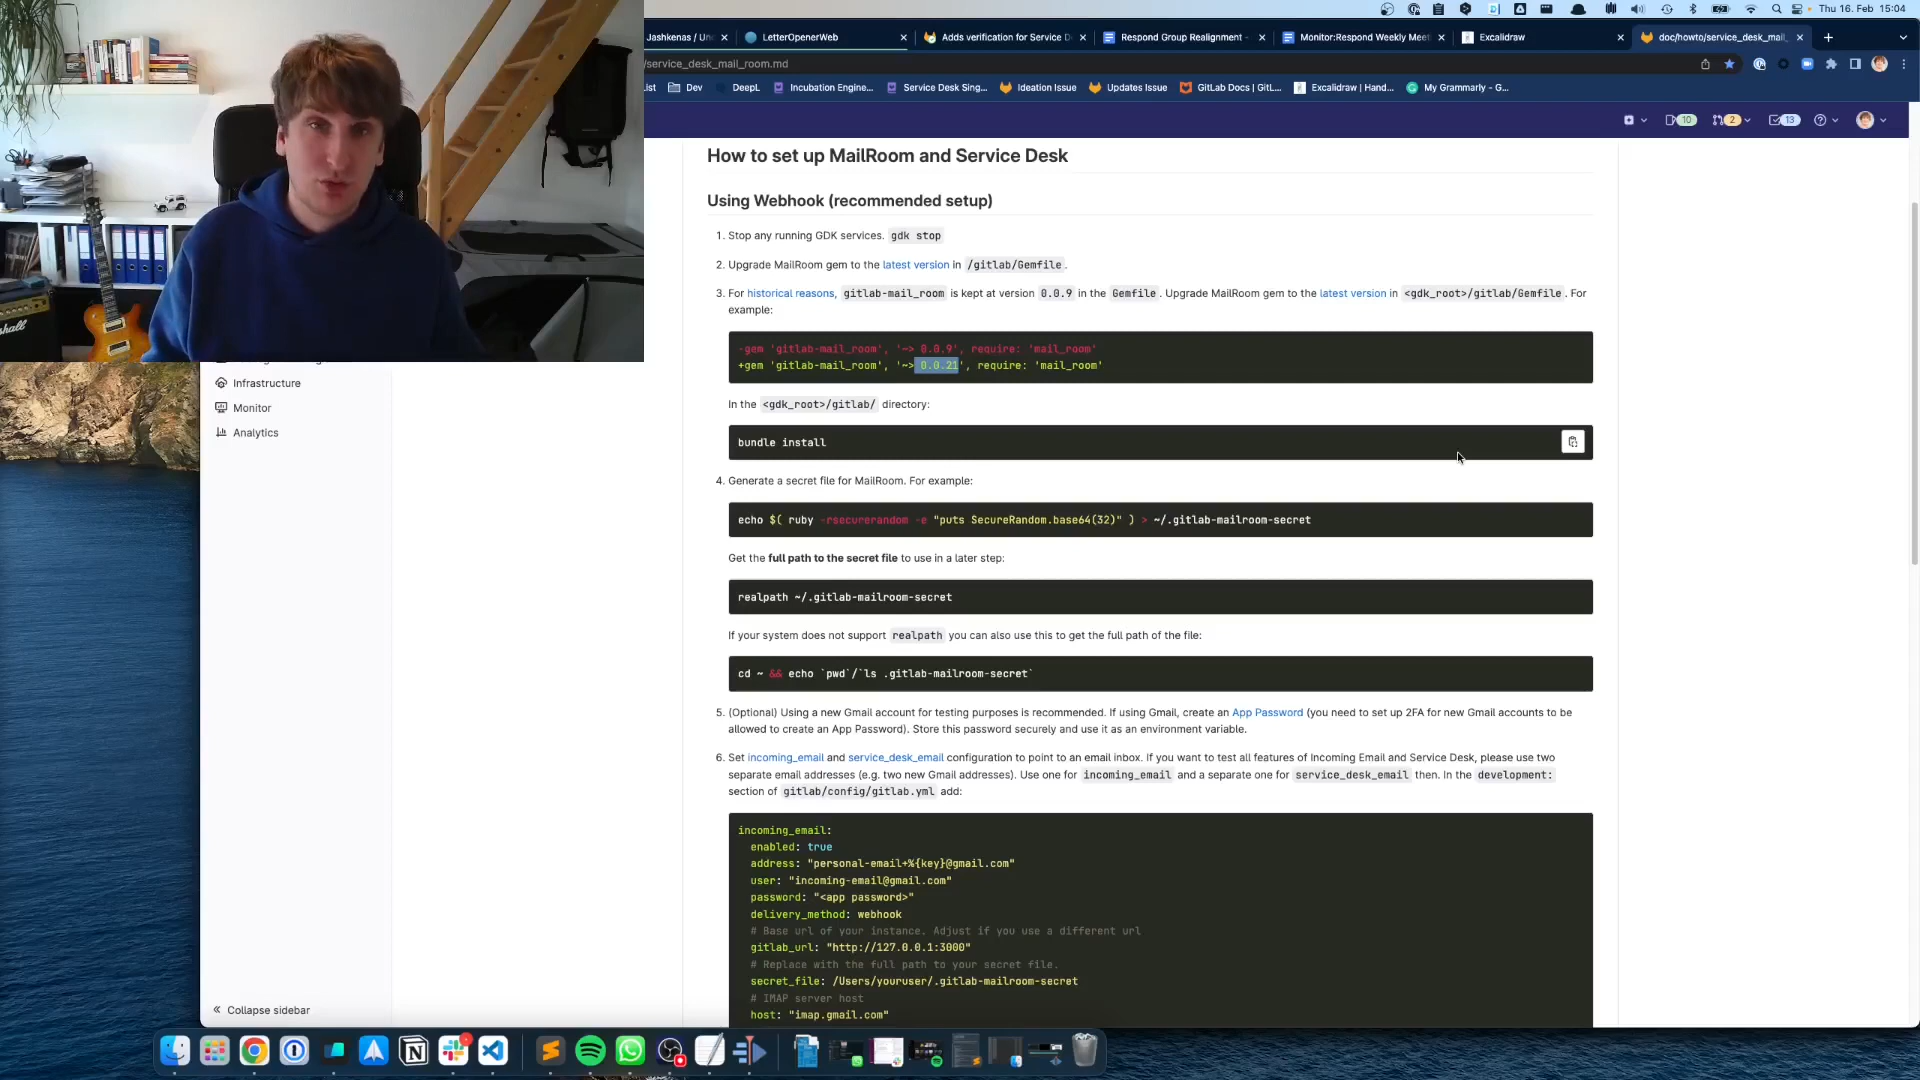 Thu 16. Feb 15:04
Jashkenas / Un
LetterOpenerWeb
Adds verification for Service D
Respond Group Realignment -
Monitor:Respond Weekly Meet
Excalidraw
doc/howto/service_desk_mail_
/service_desk_mail_room.md
ist
Dev
DeepL
Incubation Engine...
Service Desk Sing...
Ideation Issue
Updates Issue
GitLab Docs | GitL...
Excalidraw | Hand...
My Grammarly - G...
10
2
13
How to set up MailRoom and Service Desk
Using Webhook (recommended setup)
1. Stop any running GDK services. gdk stop
2. Upgrade MailRoom gem to the latest version in /gitlab/Gemfile .
3. For historical reasons, gitlab-mail_room is kept at version 0.0.9 in the Gemfile . Upgrade MailRoom gem to the latest version in <gdk_root>/gitlab/Gemfile . For
example:
-gem 'gitlab-mail_room', '~> 0.0.9', require: 'mail_room'
+gem 'gitlab-mail_room', '~> 0.0.21', require: 'mail_room'
In the <gdk_root>/gitlab/ directory:
bundle install
4. Generate a secret file for MailRoom. For example:
echo $( ruby -rsecurerandom -e "puts SecureRandom.base64(32)" ) > ~/.gitlab-mailroom-secret
Get the full path to the secret file to use in a later step:
realpath ~/.gitlab-mailroom-secret
If your system does not support realpath you can also use this to get the full path of the file:
cd ~ && echo `pwd`/`ls .gitlab-mailroom-secret`
5. (Optional) Using a new Gmail account for testing purposes is recommended. If using Gmail, create an App Password (you need to set up 2FA for new Gmail accounts to be
allowed to create an App Password). Store this password securely and use it as an environment variable.
6. Set incoming_email and service_desk_email configuration to point to an email inbox. If you want to test all features of Incoming Email and Service Desk, please use two
separate email addresses (e.g. two new Gmail addresses). Use one for incoming_email and a separate one for service_desk_email then. In the development:
section of gitlab/config/gitlab.yml add:
incoming_email:
enabled: true
address: "personal-email+%{key}@gmail.com"
user: "incoming-email@gmail.com"
password: "<app password>"
delivery_method: webhook
# Base url of your instance. Adjust if you use a different url
gitlab_url: "http://127.0.0.1:3000"
# Replace with the full path to your secret file.
secret_file: /Users/youruser/.gitlab-mailroom-secret
# IMAP server host
host: "imap.gmail.com"
Infrastructure
Monitor
Analytics
Collapse sidebar
Marshall